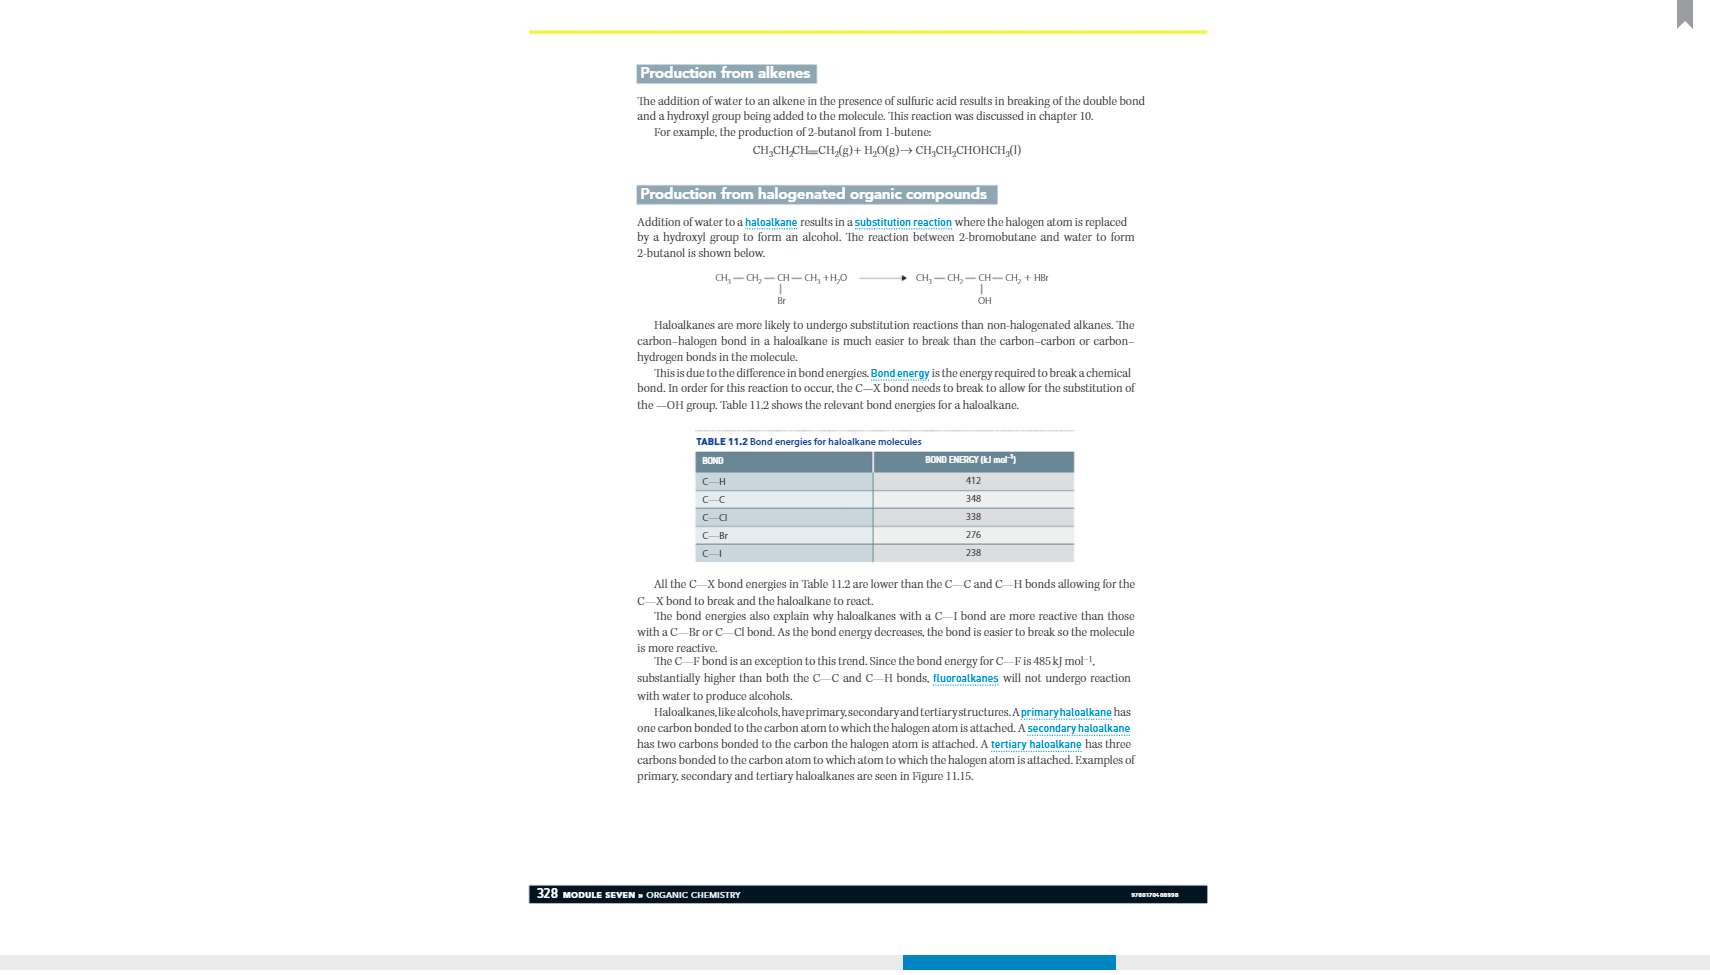 Production from alkenes
The addition of water to an alkene in the presence of sulfuric acid results in breaking of the double bond
and a hydroxyl group being added to the molecule. This reaction was discussed in chapter 10.
For example, the production of 2-butanol from 1-butene:
CH₃CH₂CH═CH₂(g)+ H₂O(g)→ CH₃CH₂CHOHCH₃(l)
Production from halogenated organic compounds
Addition of water to a haloalkane results in a substitution reaction where the halogen atom is replaced
by a hydroxyl group to form an alcohol. The reaction between 2-bromobutane and water to form
2-butanol is shown below.
CH₃ — CH₂ — CH — CH₃ +H₂O ⟶ CH₃ — CH₂ — CH — CH₂ + HBr
Br OH
Haloalkanes are more likely to undergo substitution reactions than non-halogenated alkanes. The
carbon–halogen bond in a haloalkane is much easier to break than the carbon–carbon or carbon–
hydrogen bonds in the molecule.
This is due to the difference in bond energies. Bond energy is the energy required to break a chemical
bond. In order for this reaction to occur, the C—X bond needs to break to allow for the substitution of
the —OH group. Table 11.2 shows the relevant bond energies for a haloalkane.
TABLE 11.2 Bond energies for haloalkane molecules
BOND BOND ENERGY (kJ mol⁻¹)
C—H 412
C—C 348
C—Cl 338
C—Br 276
C—I 238
All the C—X bond energies in Table 11.2 are lower than the C—C and C—H bonds allowing for the
C—X bond to break and the haloalkane to react.
The bond energies also explain why haloalkanes with a C—I bond are more reactive than those
with a C—Br or C—Cl bond. As the bond energy decreases, the bond is easier to break so the molecule
is more reactive.
The C—F bond is an exception to this trend. Since the bond energy for C—F is 485 kJ mol⁻¹,
substantially higher than both the C—C and C—H bonds, fluoroalkanes will not undergo reaction
with water to produce alcohols.
Haloalkanes, like alcohols, have primary, secondary and tertiary structures. A primary haloalkane has
one carbon bonded to the carbon atom to which the halogen atom is attached. A secondary haloalkane
has two carbons bonded to the carbon the halogen atom is attached. A tertiary haloalkane has three
carbons bonded to the carbon atom to which atom to which the halogen atom is attached. Examples of
primary, secondary and tertiary haloalkanes are seen in Figure 11.15.
328 MODULE SEVEN » ORGANIC CHEMISTRY
9780170408998